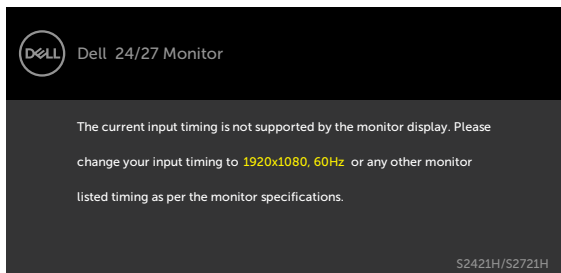 DELL
Dell 24/27 Monitor
The current input timing is not supported by the monitor display. Please
change your input timing to 1920x1080, 60Hz or any other monitor
listed timing as per the monitor specifications.
S2421H/S2721H